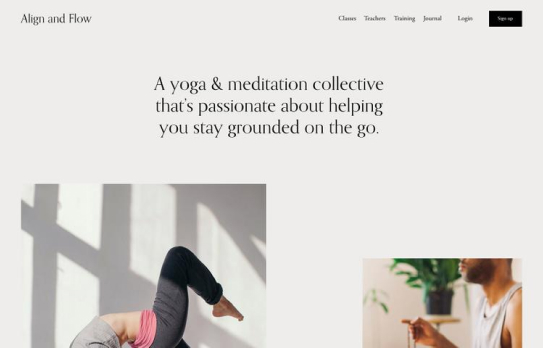 Align and Flow
Classes Teachers Training Journal Login Sign up
A yoga & meditation collective
that's passionate about helping
you stay grounded on the go.